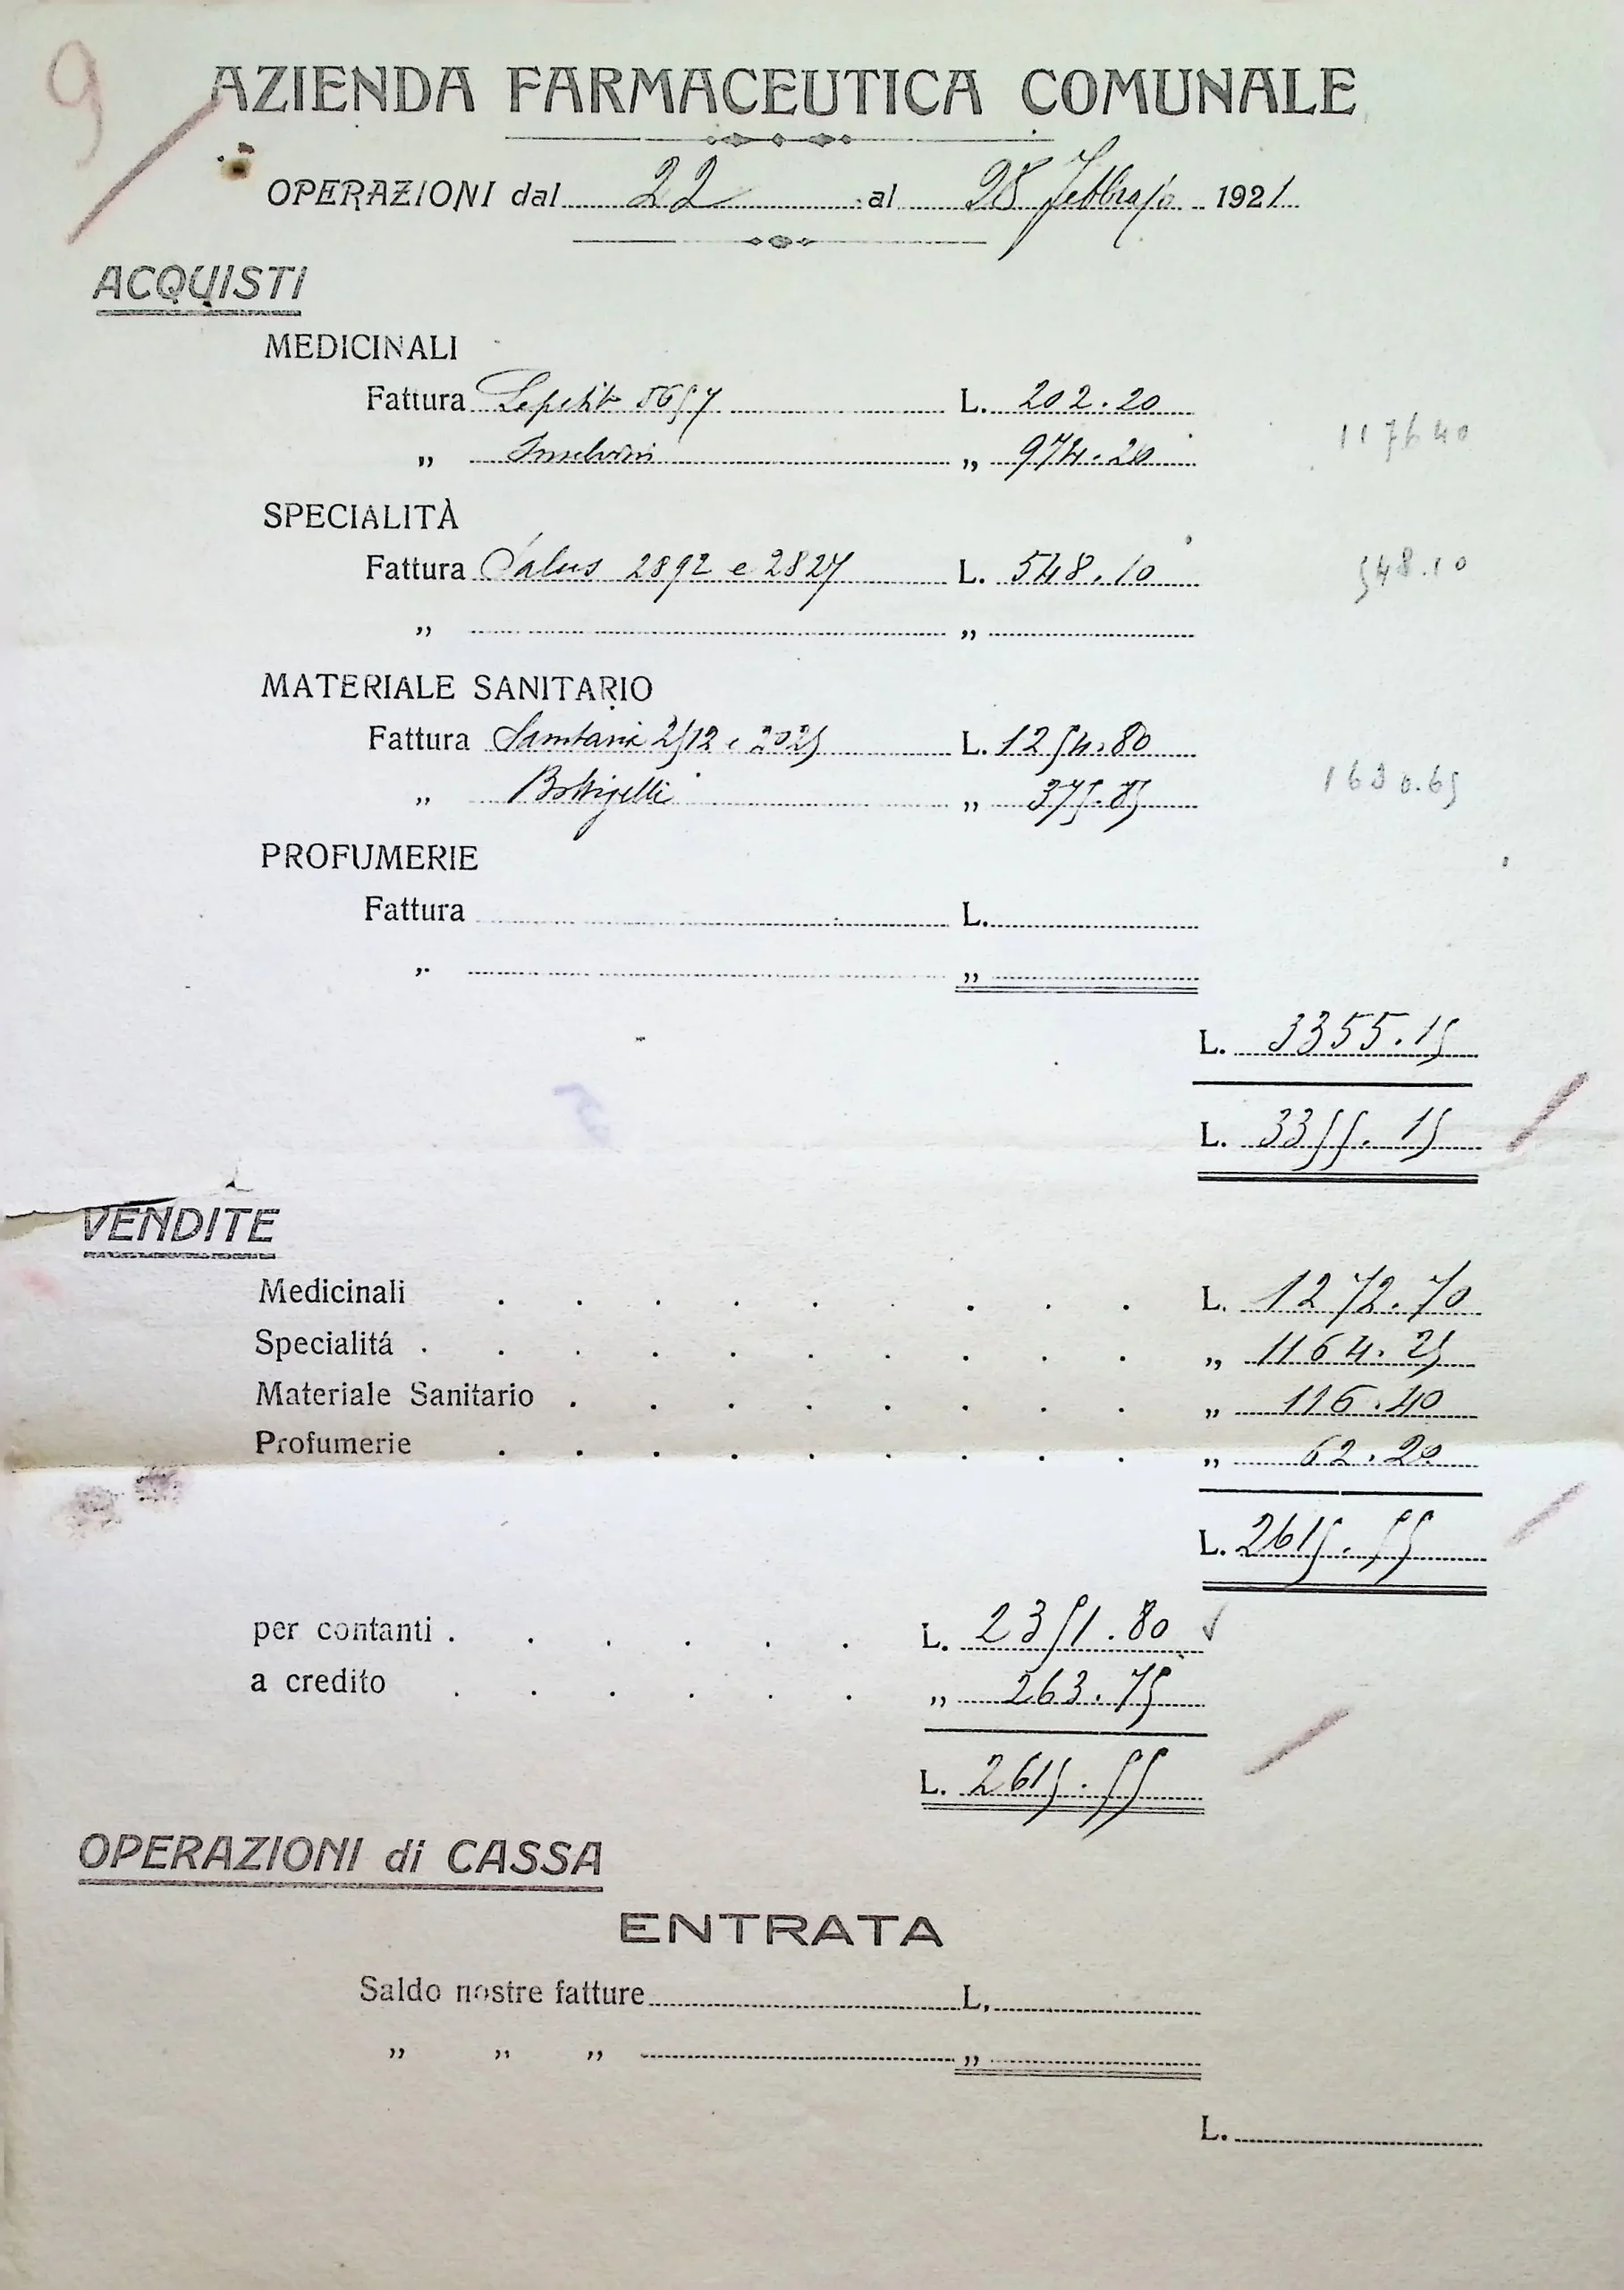 9
AZIENDA FARMACEUTICA COMUNALE
OPERAZIONI dal 22 al 28 Febbraio 1921
ACQUISTI
MEDICINALI
Fattura Lepetit 5657 L. 202.20
„ „ 974.20 1176 40
SPECIALITÀ
Fattura Salus 2892 e 2827 L. 548.10 548.10
„ „
MATERIALE SANITARIO
Fattura Sanitaria 2512 e 2025 L. 1254.80
„ Bottigelli „ 375.85 1630.65
PROFUMERIE
Fattura L.
„ „
L. 3355.15
L. 3355.15
VENDITE
Medicinali L. 1272.70
Specialitá „ 1164.25
Materiale Sanitario „ 116.40
Profumerie „ 62.20
L. 2615.55
per contanti L. 2351.80
a credito „ 263.75
L. 2615.55
OPERAZIONI di CASSA
ENTRATA
Saldo nostre fatture L.
„ „ „ „
L.